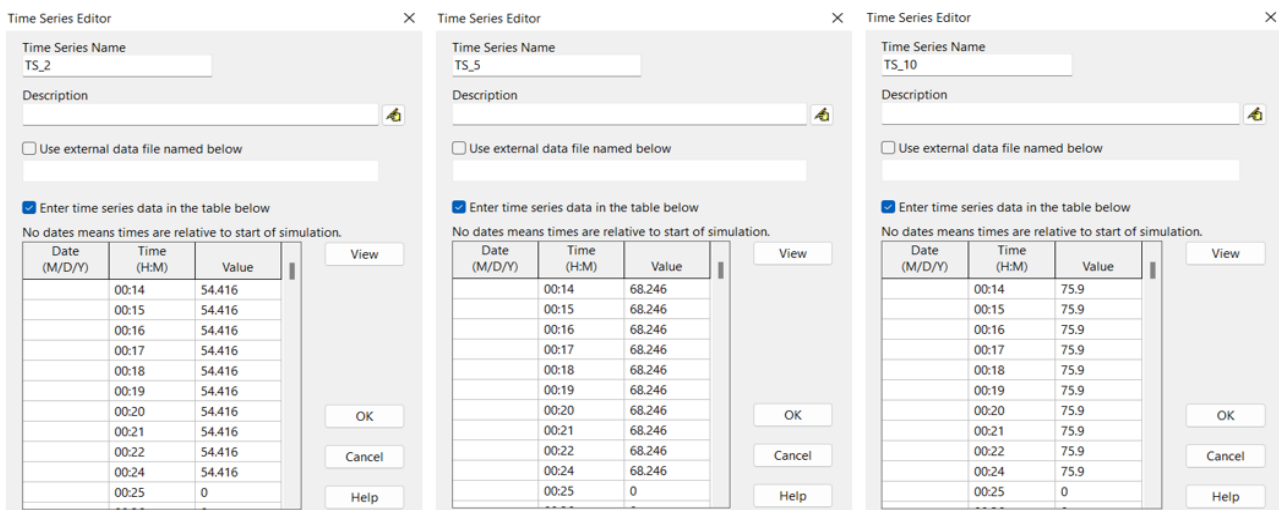 Time Series Editor
Time Series Name
TS_2
Description
Use external data file named below
Enter time series data in the table below
No dates means times are relative to start of simulation.
Date (M/D/Y) Time (H:M) Value
View
00:14 54.416
00:15 54.416
00:16 54.416
00:17 54.416
00:18 54.416
00:19 54.416
00:20 54.416
00:21 54.416
00:22 54.416
00:24 54.416
00:25 0
OK
Cancel
Help
Time Series Editor
Time Series Name
TS_5
Description
Use external data file named below
Enter time series data in the table below
No dates means times are relative to start of simulation.
Date (M/D/Y) Time (H:M) Value
View
00:14 68.246
00:15 68.246
00:16 68.246
00:17 68.246
00:18 68.246
00:19 68.246
00:20 68.246
00:21 68.246
00:22 68.246
00:24 68.246
00:25 0
OK
Cancel
Help
Time Series Editor
Time Series Name
TS_10
Description
Use external data file named below
Enter time series data in the table below
No dates means times are relative to start of simulation.
Date (M/D/Y) Time (H:M) Value
View
00:14 75.9
00:15 75.9
00:16 75.9
00:17 75.9
00:18 75.9
00:19 75.9
00:20 75.9
00:21 75.9
00:22 75.9
00:24 75.9
00:25 0
OK
Cancel
Help